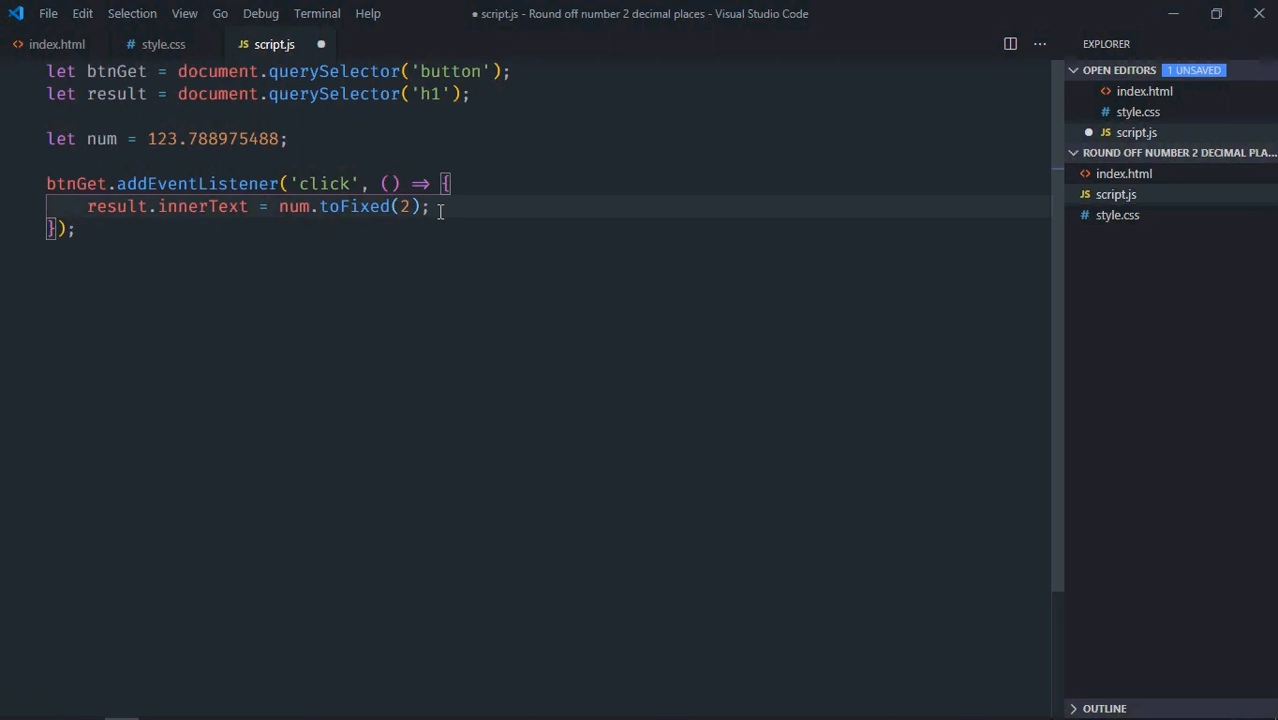 File Edit Selection View Go Debug Terminal Help
● script.js - Round off number 2 decimal places - Visual Studio Code
index.html
style.css
JS script.js
let btnGet = document.querySelector('button');
let result = document.querySelector('h1');
let num = 123.788975488;
btnGet.addEventListener('click', () => {
result.innerText = num.toFixed(2);
});
EXPLORER
OPEN EDITORS 1 UNSAVED
index.html
style.css
JS script.js
ROUND OFF NUMBER 2 DECIMAL PLA...
index.html
JS script.js
style.css
OUTLINE